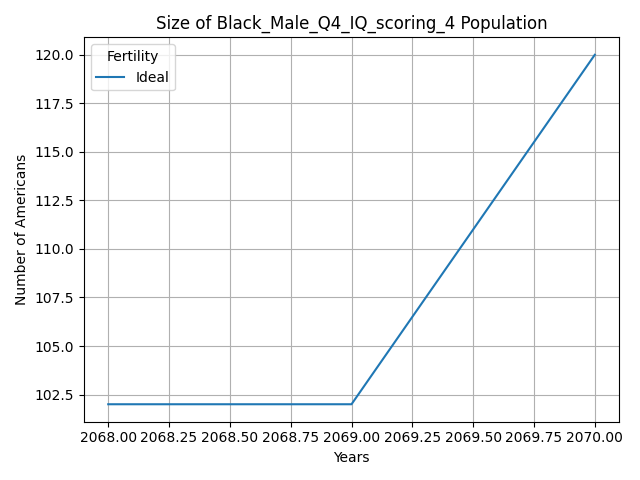 Size of Black_Male_Q4_IQ_scoring_4 Population
Fertility
Ideal
120.0
117.5
115.0
112.5
110.0
107.5
105.0
102.5
Number of Americans
2068.00 2068.25 2068.50 2068.75 2069.00 2069.25 2069.50 2069.75 2070.00
Years